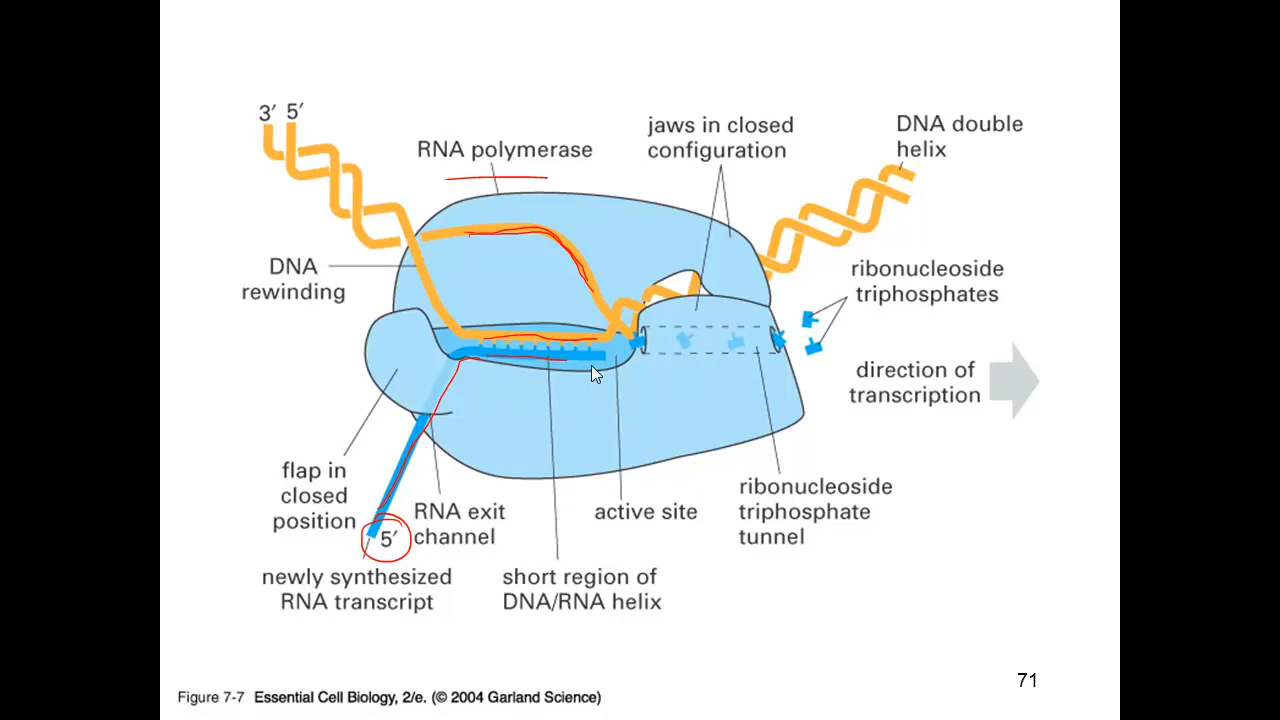 3′ 5′
RNA polymerase
jaws in closed
configuration
DNA double
helix
DNA
rewinding
ribonucleoside
triphosphates
direction of
transcription
flap in
closed
position
RNA exit
channel
active site
ribonucleoside
triphosphate
tunnel
5′
newly synthesized
RNA transcript
short region of
DNA/RNA helix
71
Figure 7-7 Essential Cell Biology, 2/e. (© 2004 Garland Science)